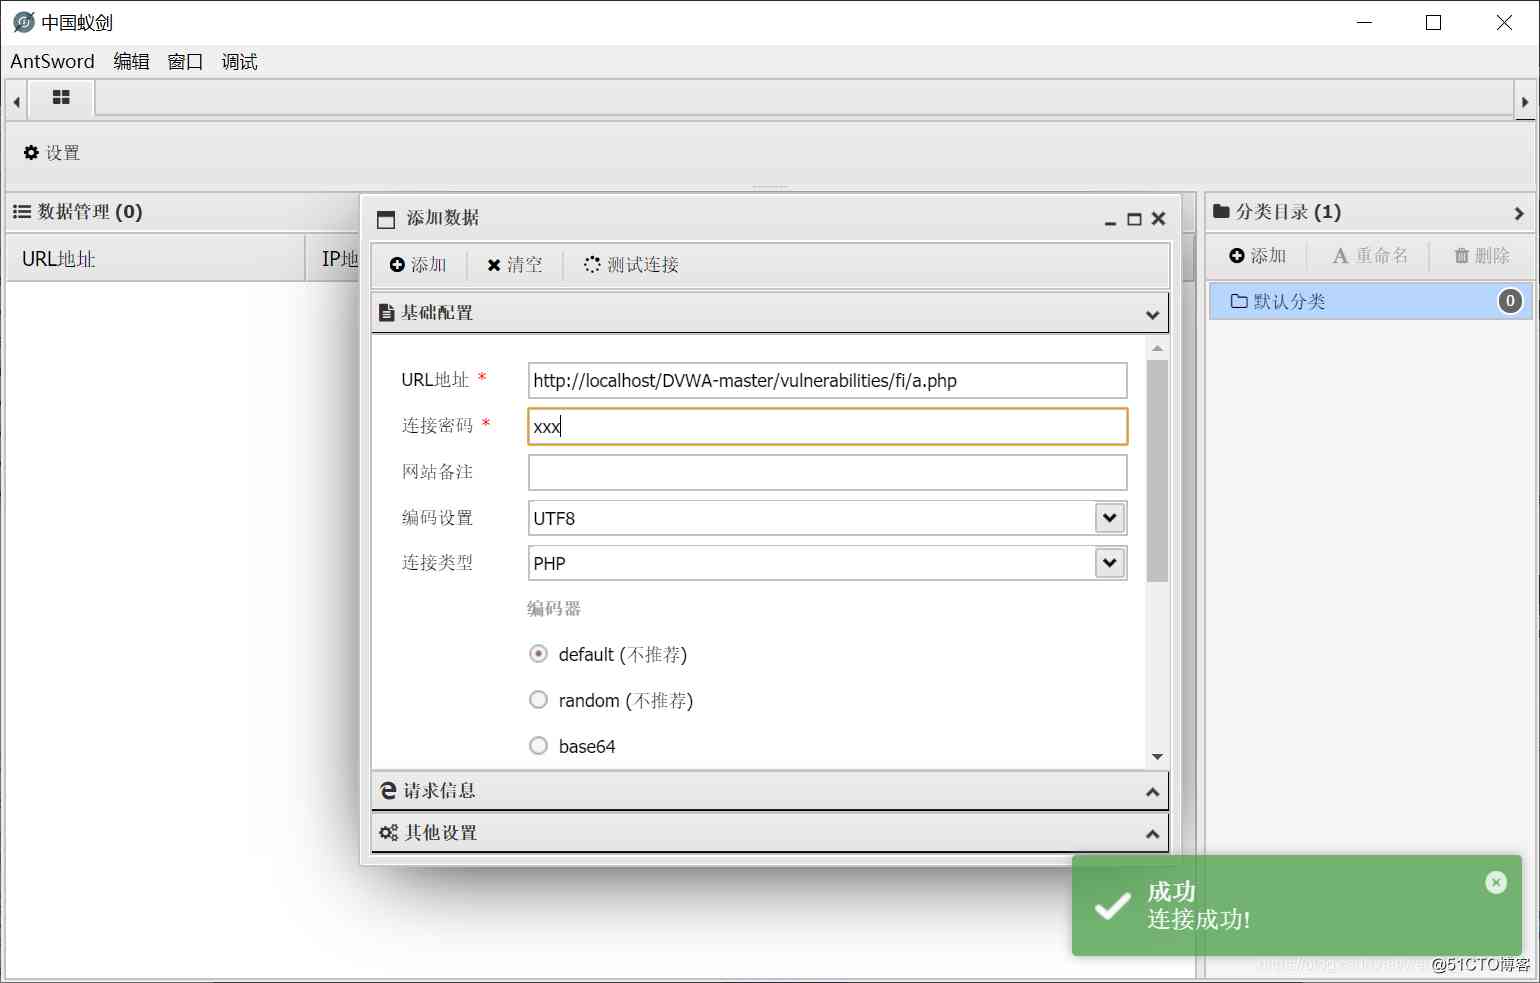 中国蚁剑
AntSword 编辑 窗口 调试
设置
数据管理 (0)
URL地址 IP地
添加数据
添加 清空 测试连接
基础配置
URL地址 * http://localhost/DVWA-master/vulnerabilities/fi/a.php
连接密码 * xxx
网站备注
编码设置 UTF8
连接类型 PHP
编码器
default (不推荐)
random (不推荐)
base64
请求信息
其他设置
分类目录 (1)
添加 重命名 删除
默认分类 0
成功
连接成功!
@51CTO博客